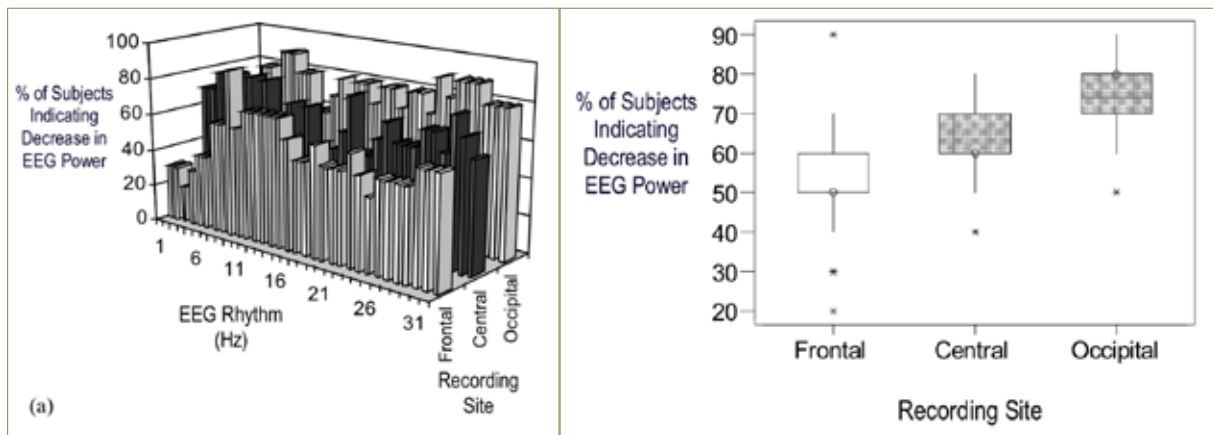 100
80
60
40
20
0
% of Subjects
Indicating
Decrease in
EEG Power
1
6
11
16
21
26
31
EEG Rhythm
(Hz)
Frontal
Central
Occipital
Recording
Site
(a)
90
80
70
60
50
40
30
20
% of Subjects
Indicating
Decrease in
EEG Power
Frontal Central Occipital
Recording Site